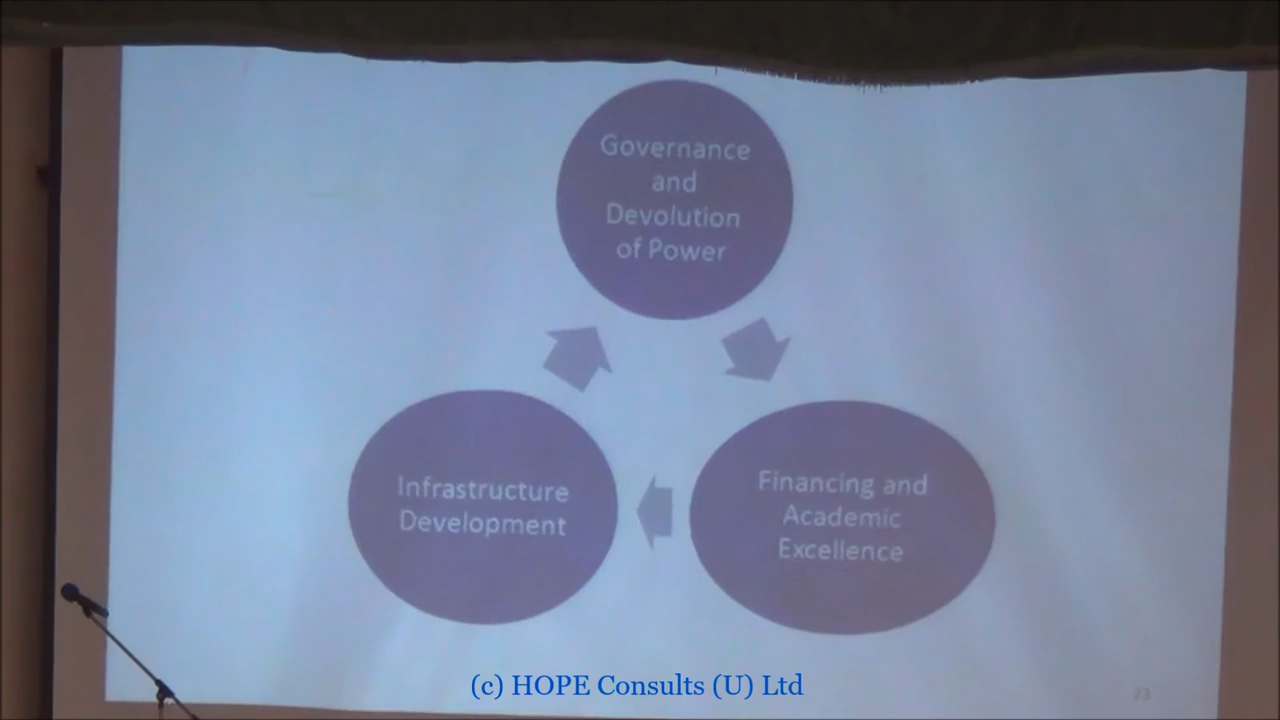 Governance
and
Devolution
of Power
Infrastructure
Development
Financing and
Academic
Excellence
(c) HOPE Consults (U) Ltd